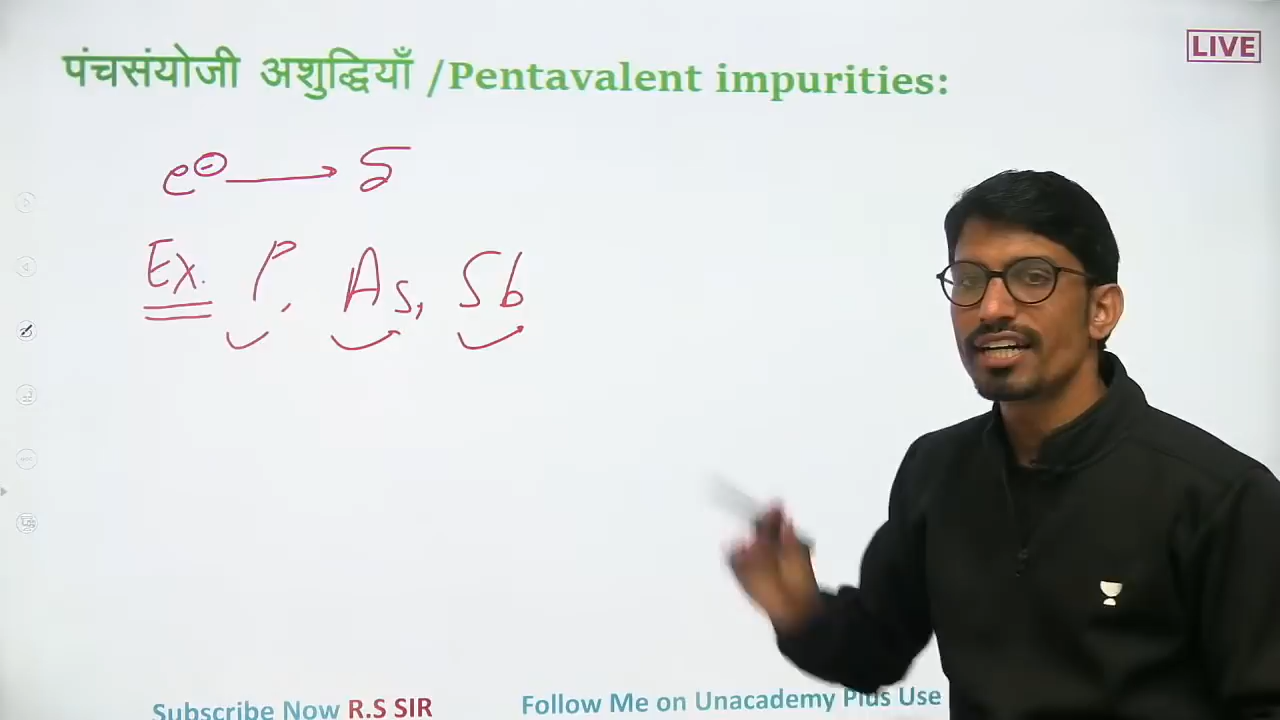 LIVE
पंचसंयोजी अशुद्धियाँ /Pentavalent impurities:
e⊖ → 5
Ex. P, As, Sb
Subscribe Now R.S SIR
Follow Me on Unacademy Plus Use